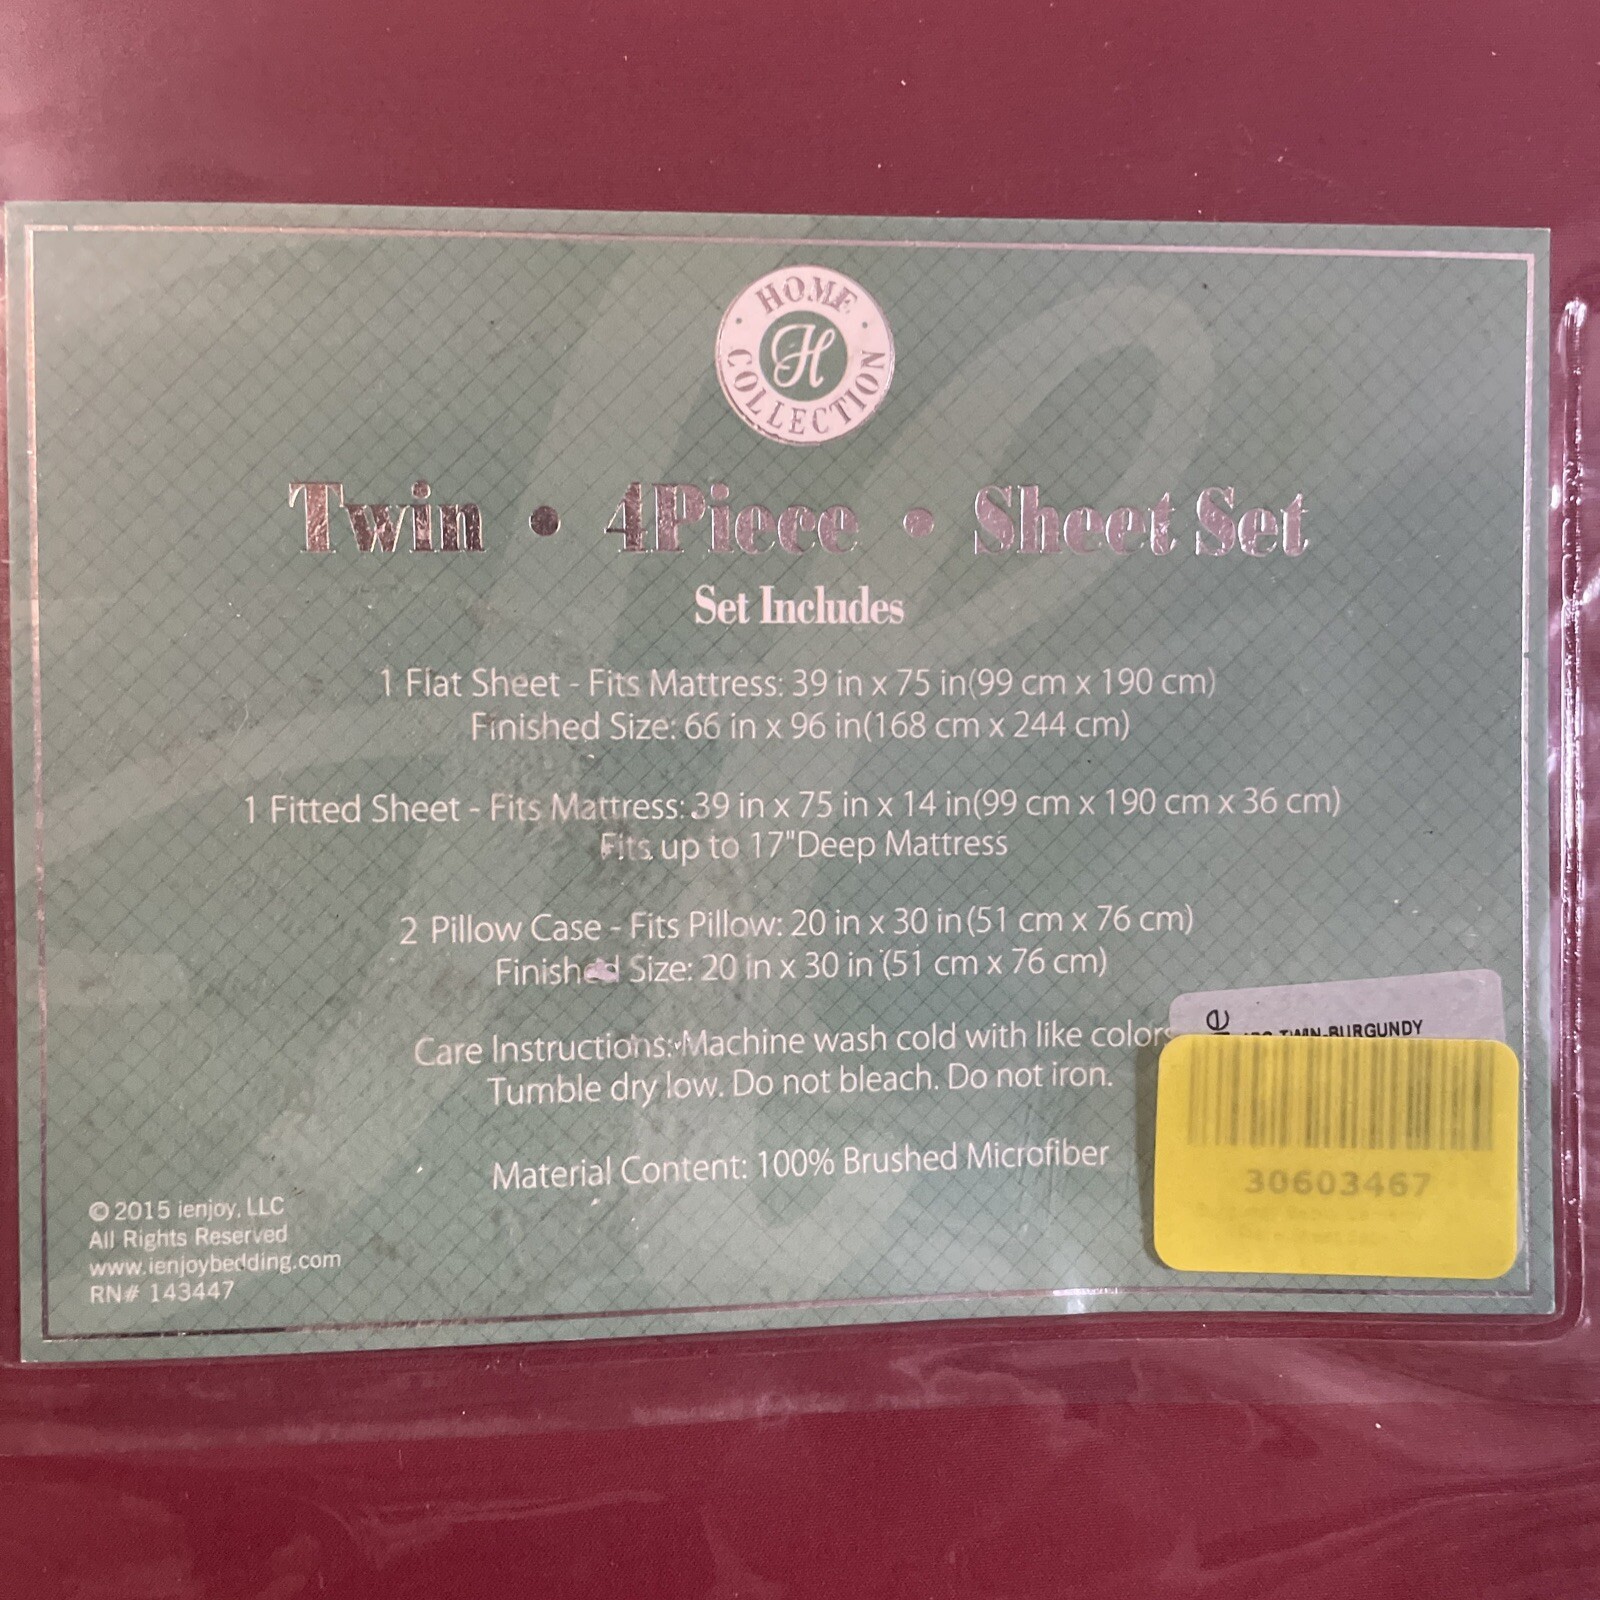 HOME
H
COLLECTION
Twin • 4Piece • Sheet Set
Set Includes
1 Flat Sheet - Fits Mattress: 39 in x 75 in(99 cm x 190 cm)
Finished Size: 66 in x 96 in(168 cm x 244 cm)
1 Fitted Sheet - Fits Mattress: 39 in x 75 in x 14 in(99 cm x 190 cm x 36 cm)
Fits up to 17"Deep Mattress
2 Pillow Case - Fits Pillow: 20 in x 30 in(51 cm x 76 cm)
Finished Size: 20 in x 30 in (51 cm x 76 cm)
Care Instructions: Machine wash cold with like colors
Tumble dry low. Do not bleach. Do not iron.
Material Content: 100% Brushed Microfiber
TWIN-BURGUNDY
30603467
© 2015 ienjoy, LLC
All Rights Reserved
www.ienjoybedding.com
RN# 143447